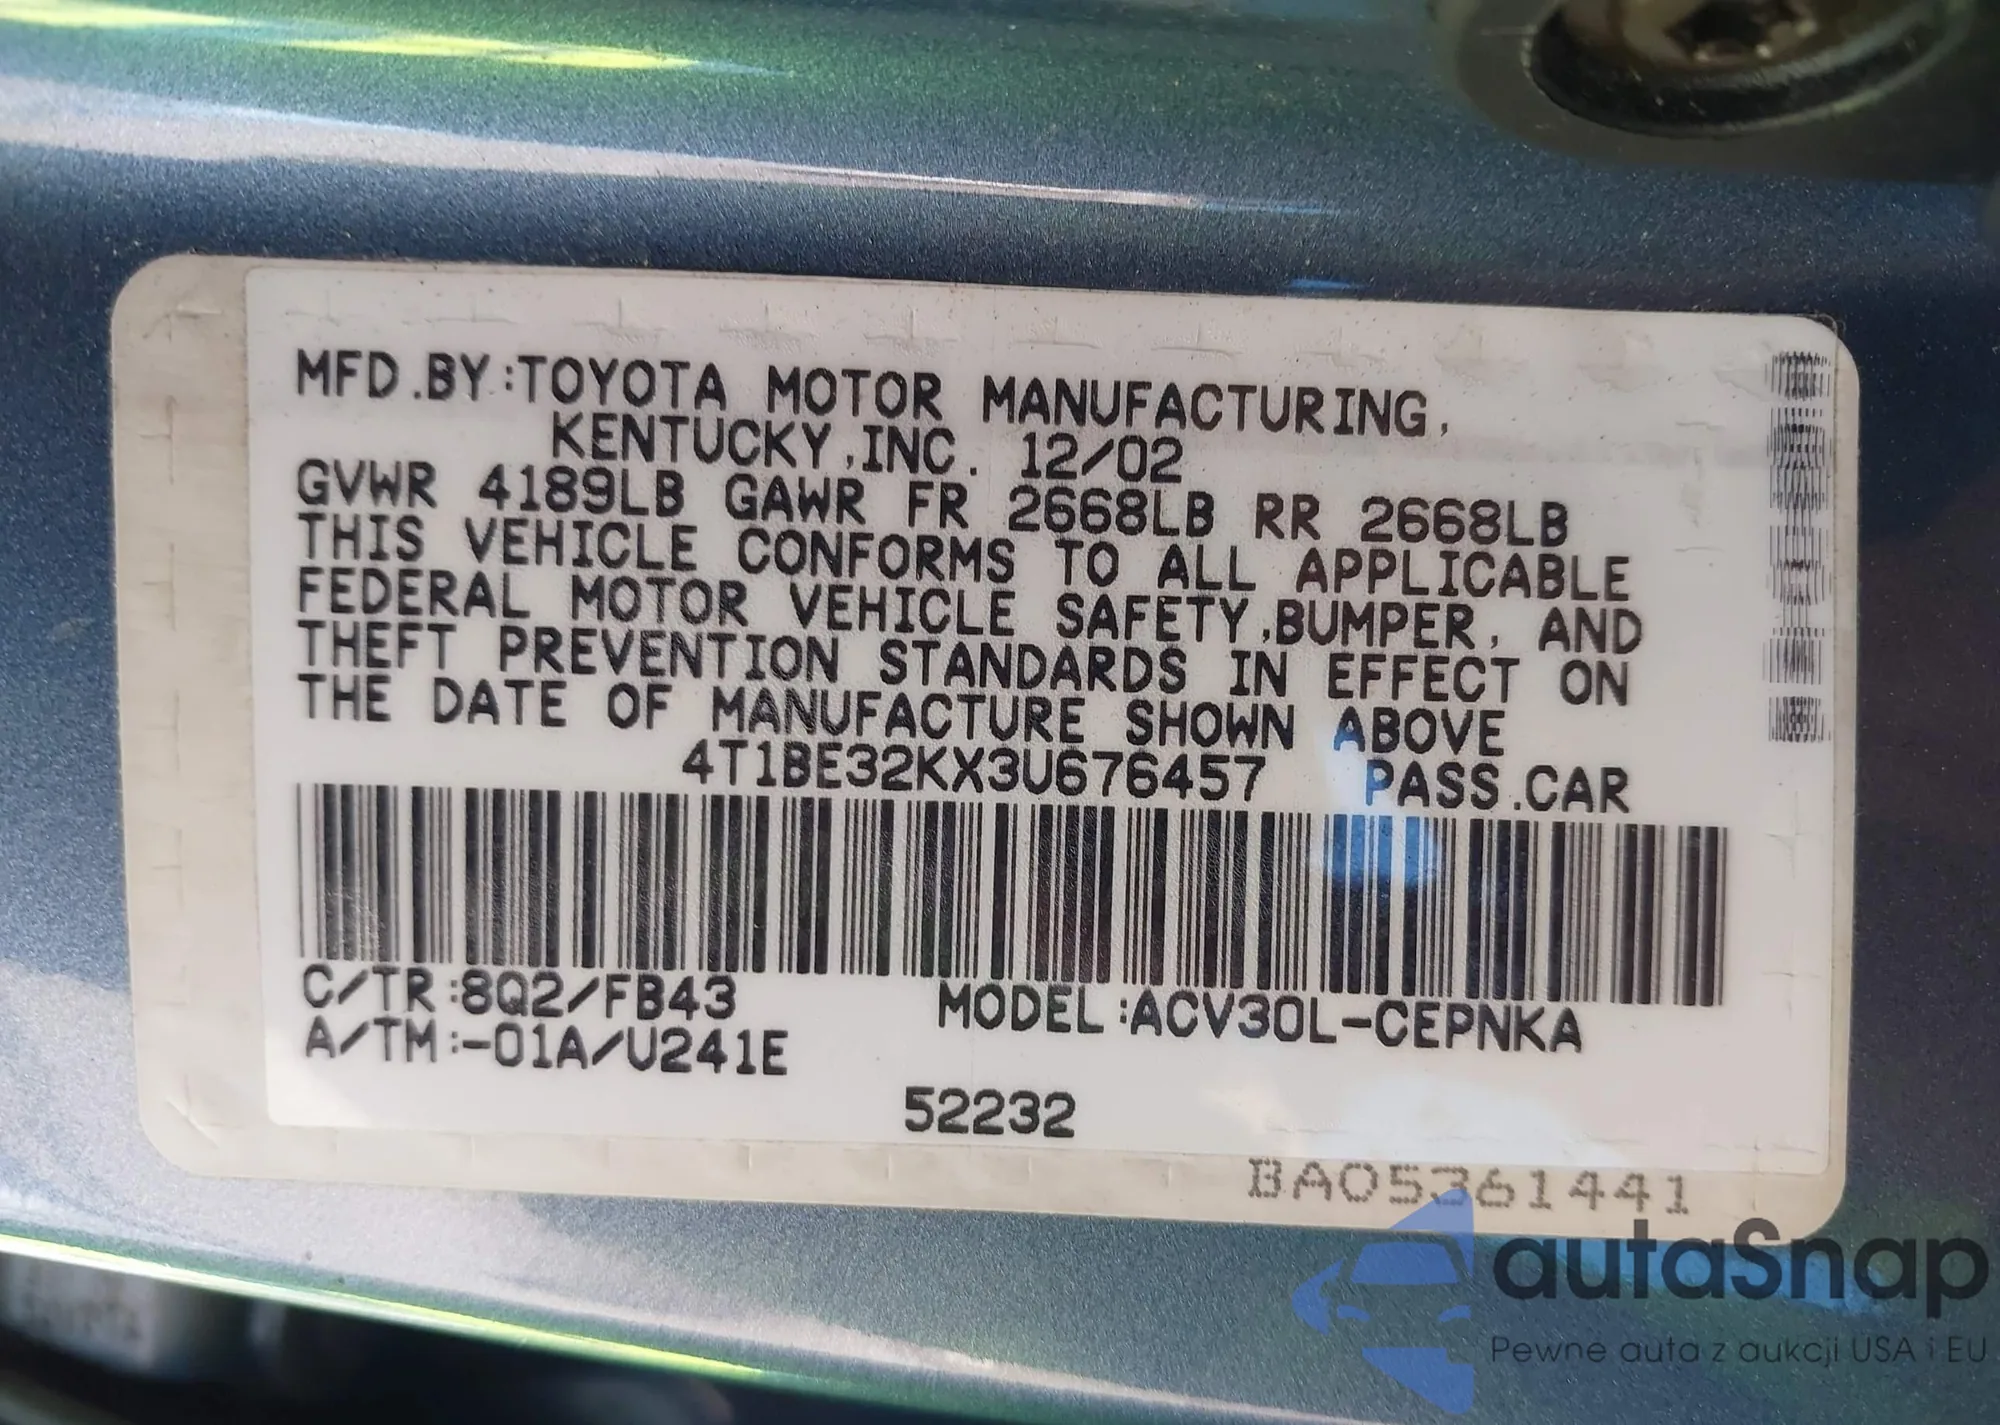 MFD.BY:TOYOTA MOTOR MANUFACTURING,
KENTUCKY,INC. 12/02
GVWR 4189LB GAWR FR 2668LB RR 2668LB
THIS VEHICLE CONFORMS TO ALL APPLICABLE
FEDERAL MOTOR VEHICLE SAFETY,BUMPER, AND
THEFT PREVENTION STANDARDS IN EFFECT ON
THE DATE OF MANUFACTURE SHOWN ABOVE
4T1BE32KX3U676457 PASS.CAR
C/TR:8Q2/FB43 MODEL:ACV30L-CEPNKA
A/TM:-01A/U241E
52232
BA05361441
autaSnap
Pewne auta z aukcji USA i EU